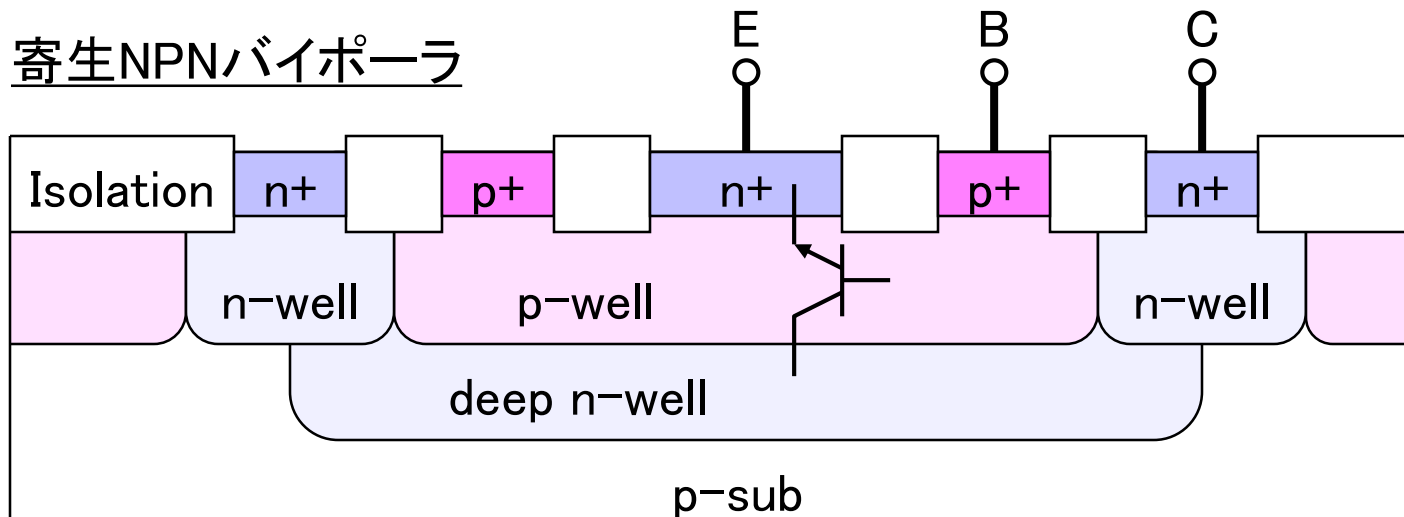 寄生NPNバイポーラ
E B C
Isolation n+ p+ n+ p+ n+
n-well p-well n-well
deep n-well
p-sub